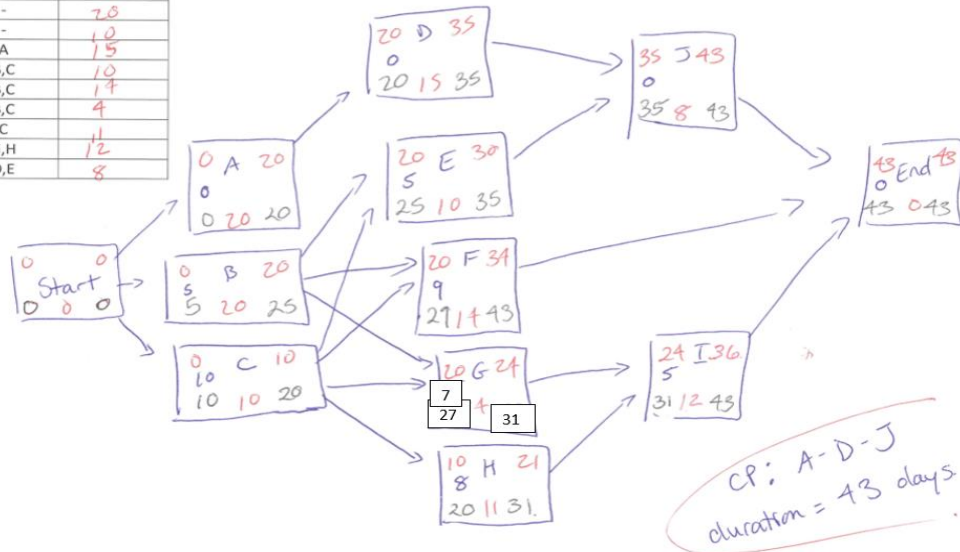 - 20
- 10
A 15
,C 10
,C 14
,C 4
C 11
,H 12
,E 8
20 D 35
0
20 15 35
35 J 43
0
35 8 43
0 A 20
0
0 20 20
20 E 30
5
25 10 35
43 End 43
0
43 0 43
0 0
Start
0 0 0
0 B 20
5
5 20 25
20 F 34
9
29 14 43
0 C 10
10
10 10 20
20 G 24
7
27 4 31
24 I 36
5
31 12 43
10 H 21
8
20 11 31
CP: A-D-J
duration = 43 days.